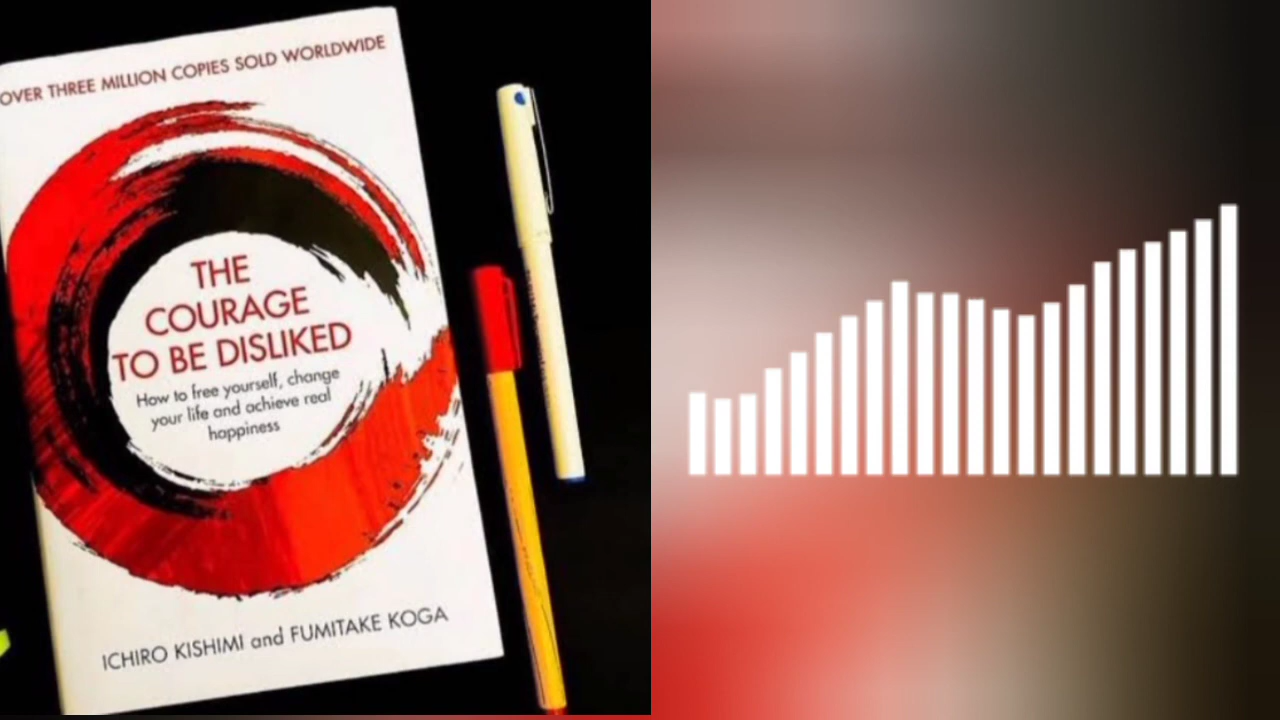 OVER THREE MILLION COPIES SOLD WORLDWIDE
THE
COURAGE
TO BE DISLIKED
How to free yourself, change
your life and achieve real
happiness
ICHIRO KISHIMI and FUMITAKE KOGA